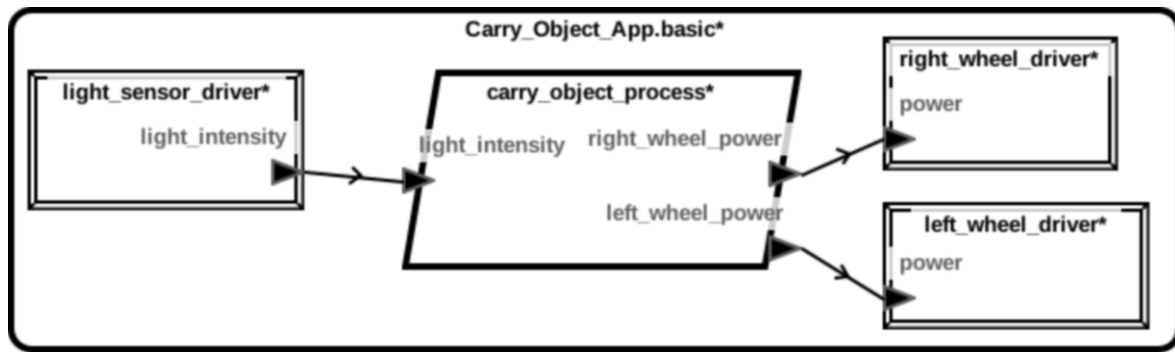 Carry_Object_App.basic*
light_sensor_driver*
light_intensity
carry_object_process*
light_intensity
right_wheel_power
left_wheel_power
right_wheel_driver*
power
left_wheel_driver*
power